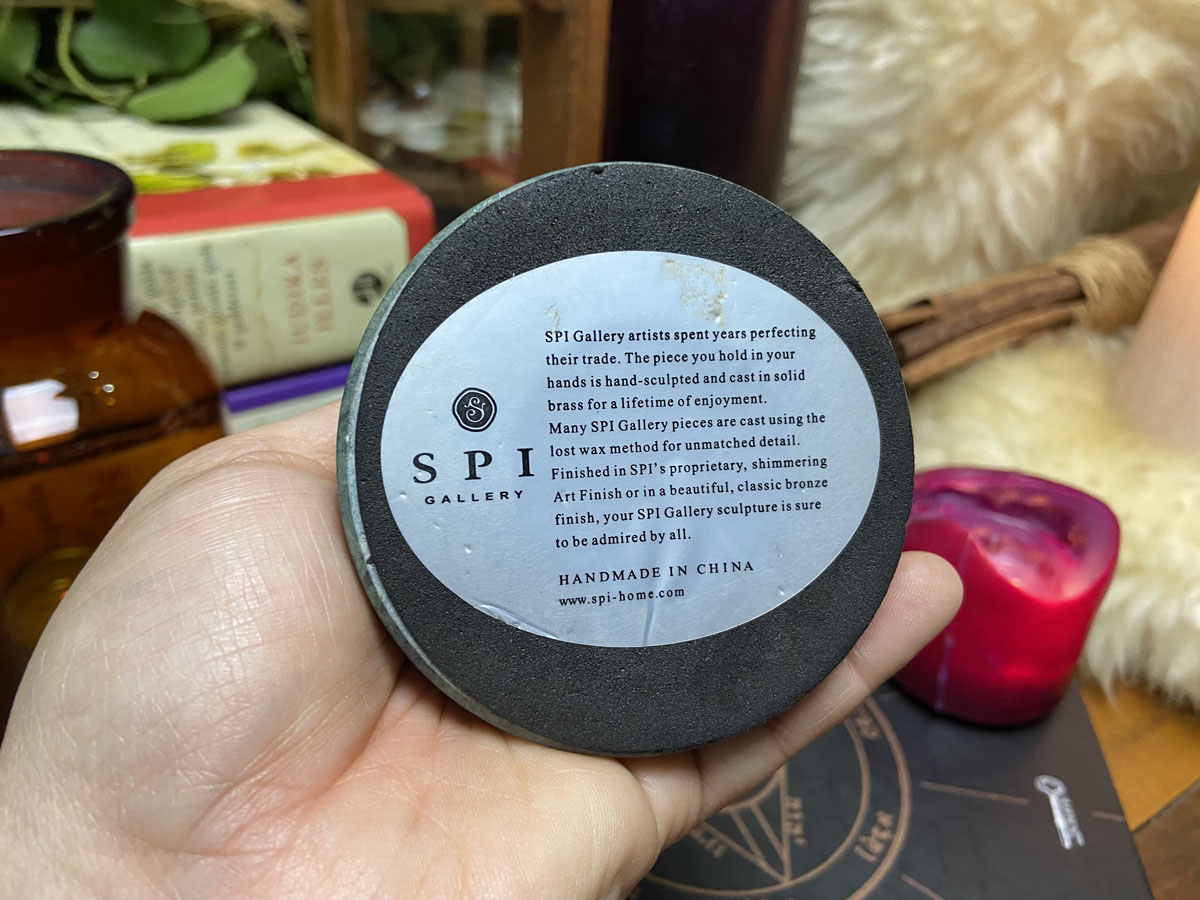 SPI Gallery artists spent years perfecting
their trade. The piece you hold in your
hands is hand-sculpted and cast in solid
brass for a lifetime of enjoyment.
Many SPI Gallery pieces are cast using the
lost wax method for unmatched detail.
Finished in SPI's proprietary, shimmering
Art Finish or in a beautiful, classic bronze
finish, your SPI Gallery sculpture is sure
to be admired by all.
HANDMADE IN CHINA
www.spi-home.com
S
SPI
GALLERY
JUDIKA
ILLES